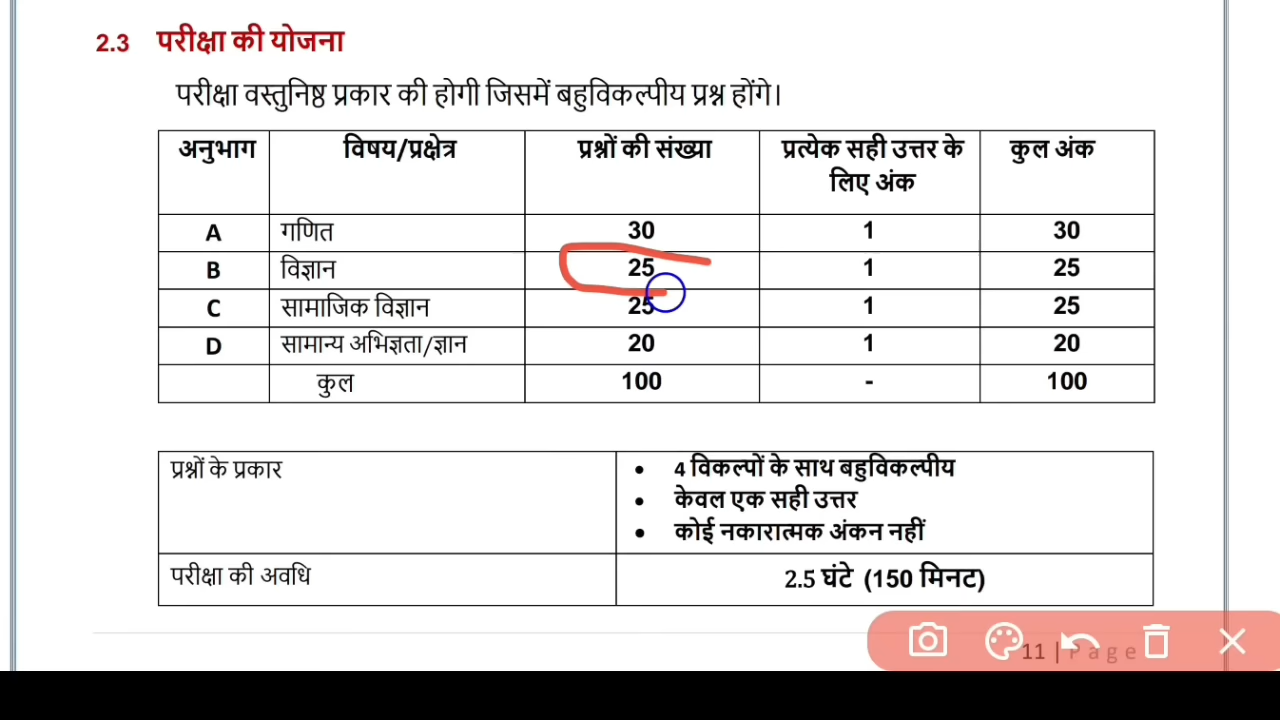 2.3 परीक्षा की योजना
परीक्षा वस्तुनिष्ठ प्रकार की होगी जिसमें बहुविकल्पीय प्रश्न होंगे।
अनुभाग विषय/प्रक्षेत्र प्रश्नों की संख्या प्रत्येक सही उत्तर के लिए अंक कुल अंक
A गणित 30 1 30
B विज्ञान 25 1 25
C सामाजिक विज्ञान 25 1 25
D सामान्य अभिज्ञता/ज्ञान 20 1 20
कुल 100 - 100
प्रश्नों के प्रकार
• 4 विकल्पों के साथ बहुविकल्पीय
• केवल एक सही उत्तर
• कोई नकारात्मक अंकन नहीं
परीक्षा की अवधि 2.5 घंटे (150 मिनट)
11 | Page